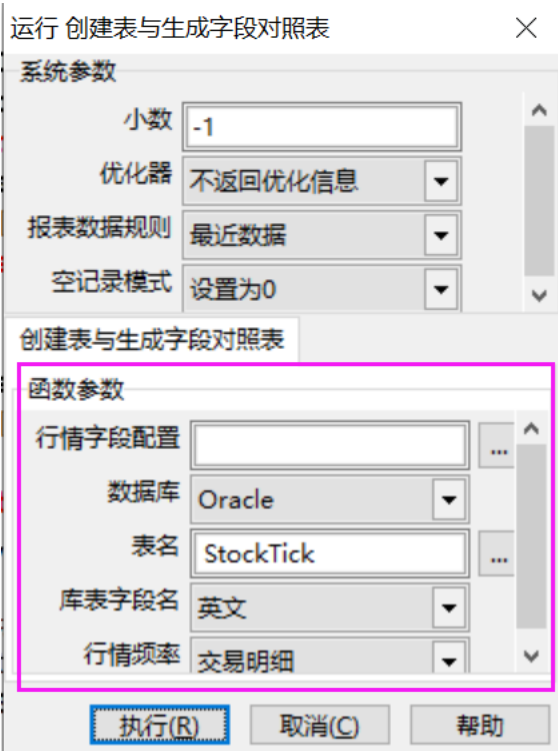 运行 创建表与生成字段对照表
系统参数
小数 -1
优化器 不返回优化信息
报表数据规则 最近数据
空记录模式 设置为0
创建表与生成字段对照表
函数参数
行情字段配置 ...
数据库 Oracle
表名 StockTick ...
库表字段名 英文
行情频率 交易明细
执行(R) 取消(C) 帮助